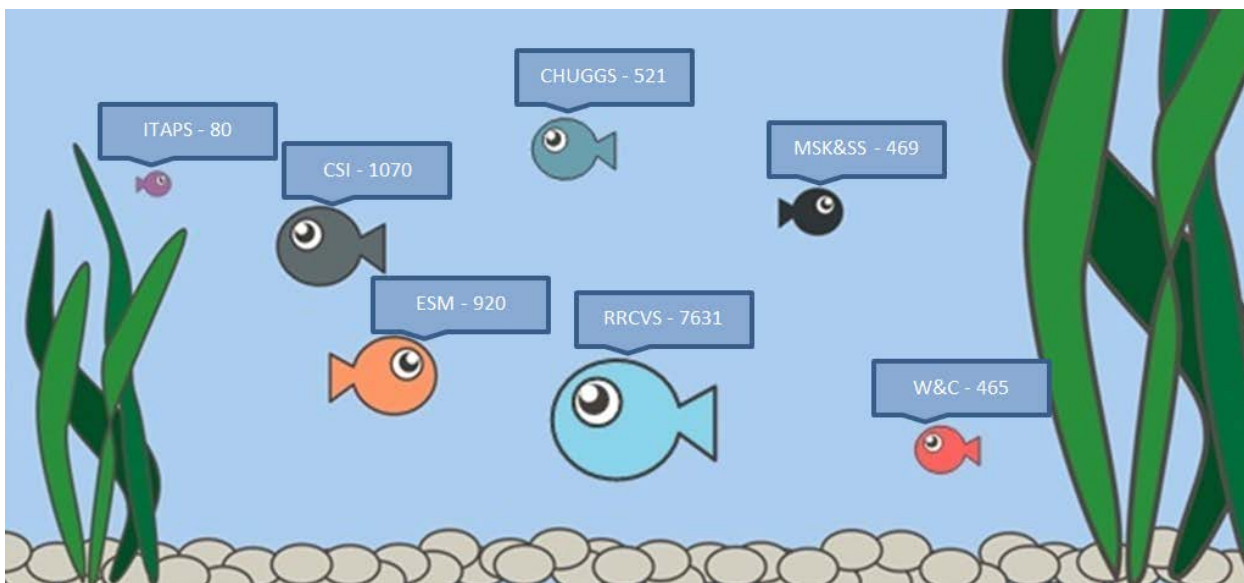 CHUGGS - 521
ITAPS - 80
MSK&SS - 469
CSI - 1070
ESM - 920
RRCVS - 7631
W&C - 465